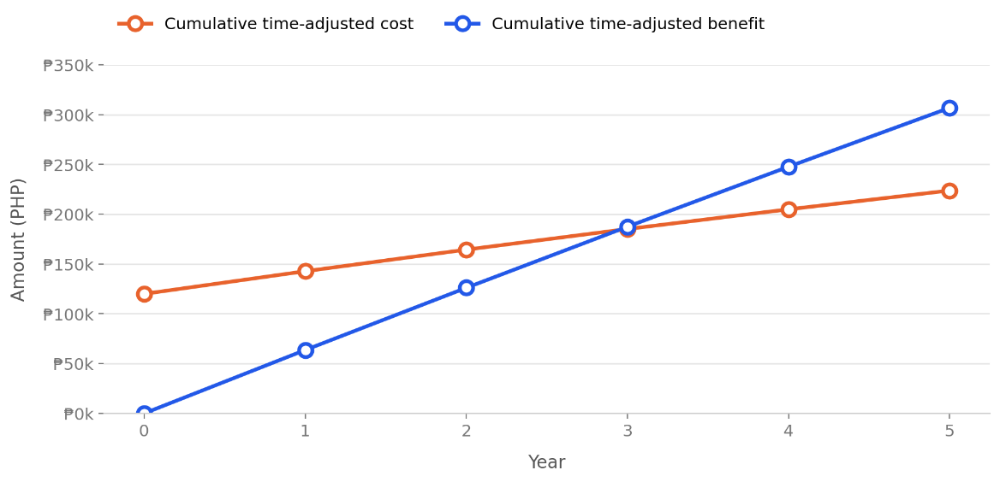 Cumulative time-adjusted cost Cumulative time-adjusted benefit
₱350k
₱300k
₱250k
₱200k
₱150k
₱100k
₱50k
₱0k
Amount (PHP)
0 1 2 3 4 5
Year